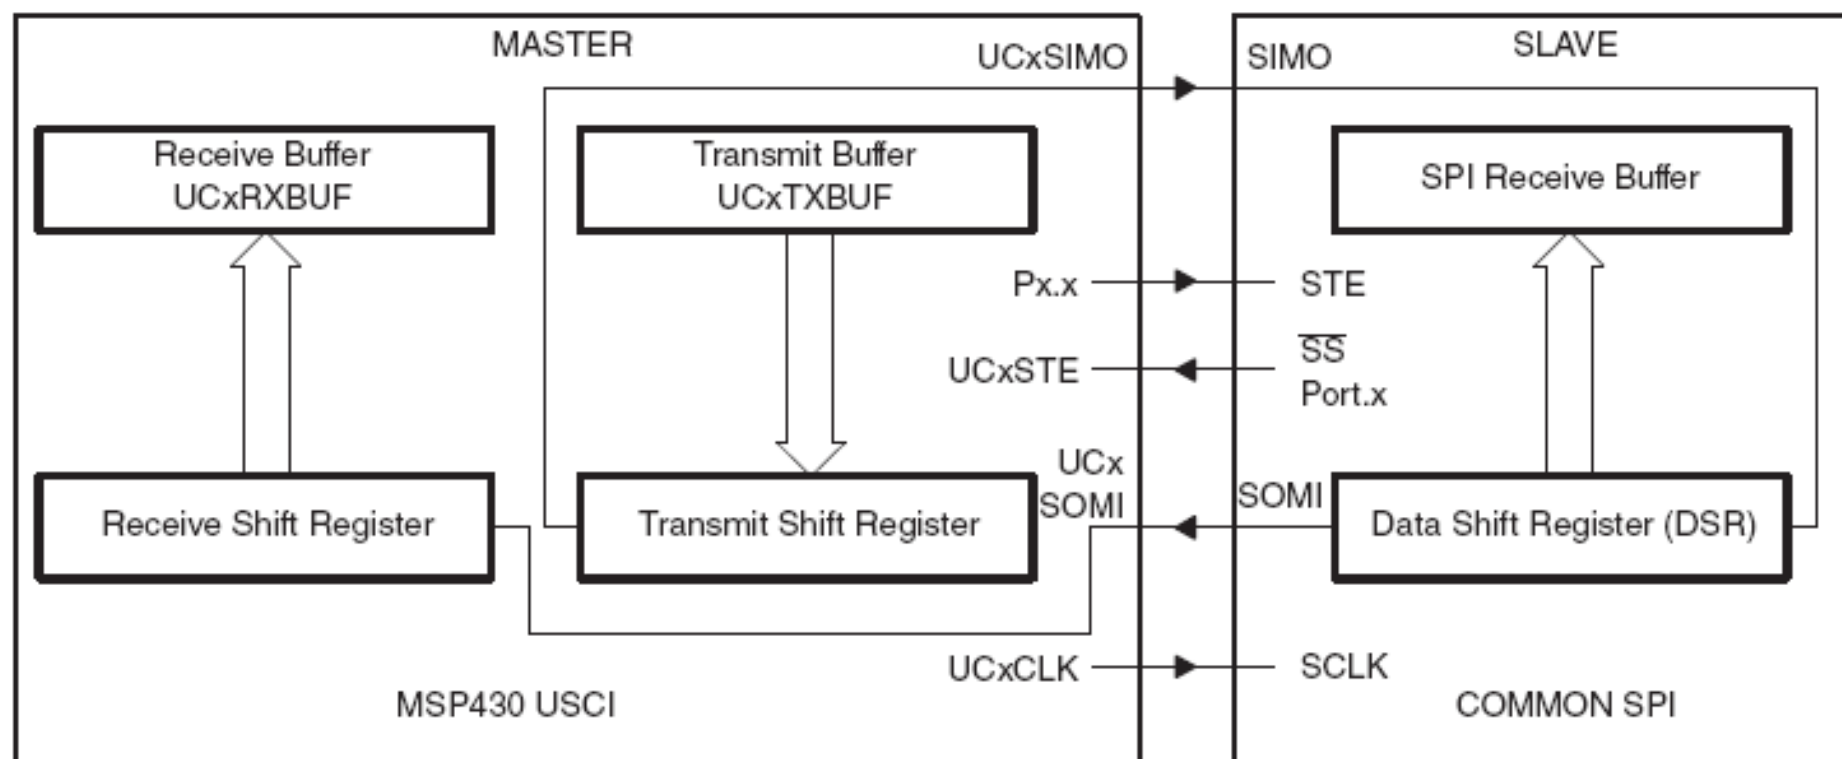 MASTER
UCxSIMO
SIMO
SLAVE
Receive Buffer
UCxRXBUF
Transmit Buffer
UCxTXBUF
SPI Receive Buffer
Px.x
STE
UCxSTE
SS
Port.x
UCx
SOMI
SOMI
Receive Shift Register
Transmit Shift Register
Data Shift Register (DSR)
UCxCLK
SCLK
MSP430 USCI
COMMON SPI